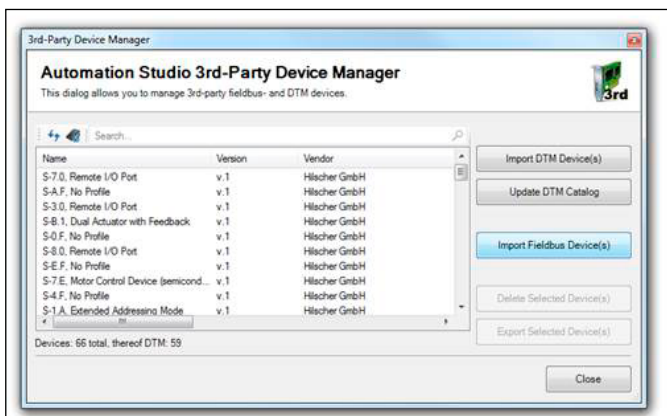 3rd-Party Device Manager
Automation Studio 3rd-Party Device Manager
This dialog allows you to manage 3rd-party fieldbus- and DTM devices.
3rd
Search...
Name Version Vendor
S-7.0, Remote I/O Port v.1 Hilscher GmbH
S-A.F, No Profile v.1 Hilscher GmbH
S-3.0, Remote I/O Port v.1 Hilscher GmbH
S-B.1, Dual Actuator with Feedback v.1 Hilscher GmbH
S-0.F, No Profile v.1 Hilscher GmbH
S-8.0, Remote I/O Port v.1 Hilscher GmbH
S-E.F, No Profile v.1 Hilscher GmbH
S-7.E, Motor Control Device (semicond... v.1 Hilscher GmbH
S-4.F, No Profile v.1 Hilscher GmbH
S-1.A, Extended Addressing Mode v.1 Hilscher GmbH
Devices: 66 total, thereof DTM: 59
Import DTM Device(s)
Update DTM Catalog
Import Fieldbus Device(s)
Delete Selected Device(s)
Export Selected Device(s)
Close